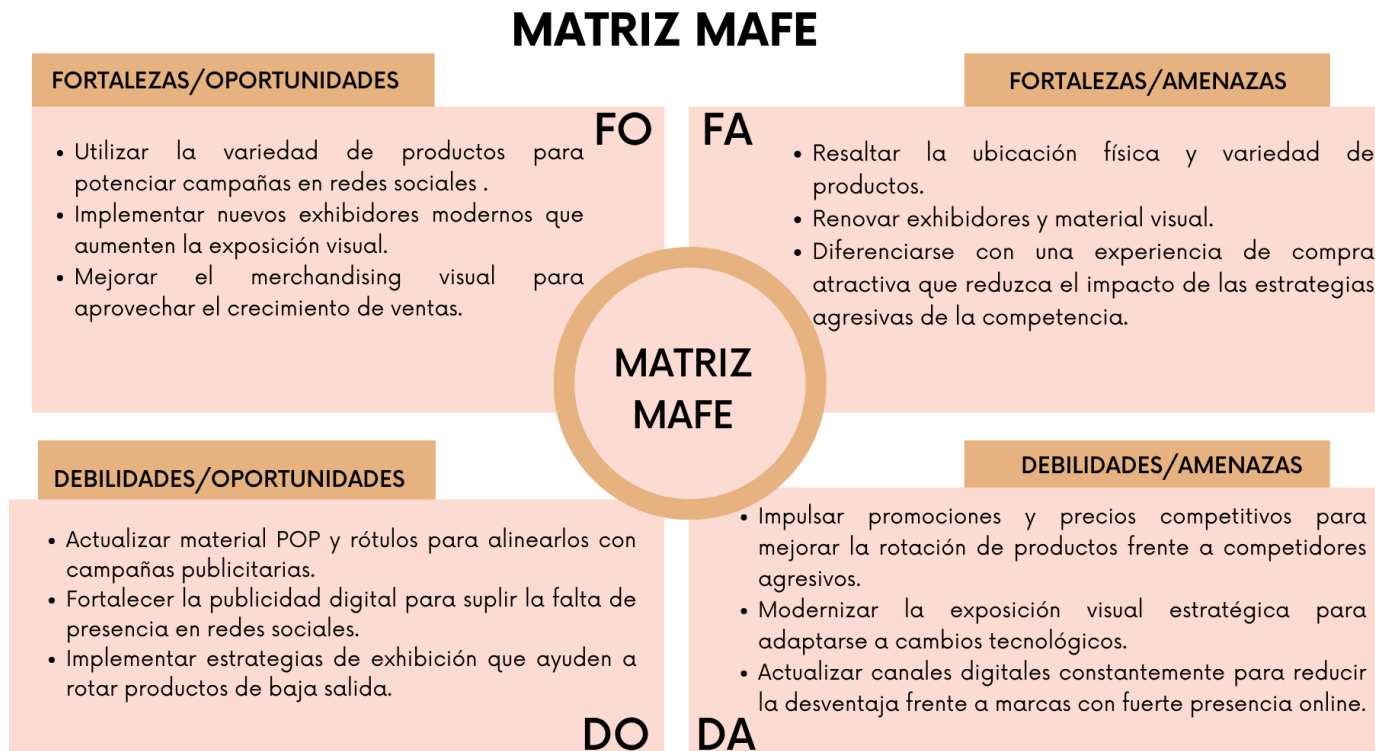 MATRIZ MAFE
FORTALEZAS/OPORTUNIDADES
FO
• Utilizar la variedad de productos para
potenciar campañas en redes sociales .
• Implementar nuevos exhibidores modernos que
aumenten la exposición visual.
• Mejorar el merchandising visual para
aprovechar el crecimiento de ventas.
FORTALEZAS/AMENAZAS
FA
• Resaltar la ubicación física y variedad de
productos.
• Renovar exhibidores y material visual.
• Diferenciarse con una experiencia de compra
atractiva que reduzca el impacto de las estrategias
agresivas de la competencia.
MATRIZ
MAFE
DEBILIDADES/OPORTUNIDADES
• Actualizar material POP y rótulos para alinearlos con
campañas publicitarias.
• Fortalecer la publicidad digital para suplir la falta de
presencia en redes sociales.
• Implementar estrategias de exhibición que ayuden a
rotar productos de baja salida.
DO
DEBILIDADES/AMENAZAS
• Impulsar promociones y precios competitivos para
mejorar la rotación de productos frente a competidores
agresivos.
• Modernizar la exposición visual estratégica para
adaptarse a cambios tecnológicos.
• Actualizar canales digitales constantemente para reducir
la desventaja frente a marcas con fuerte presencia online.
DA